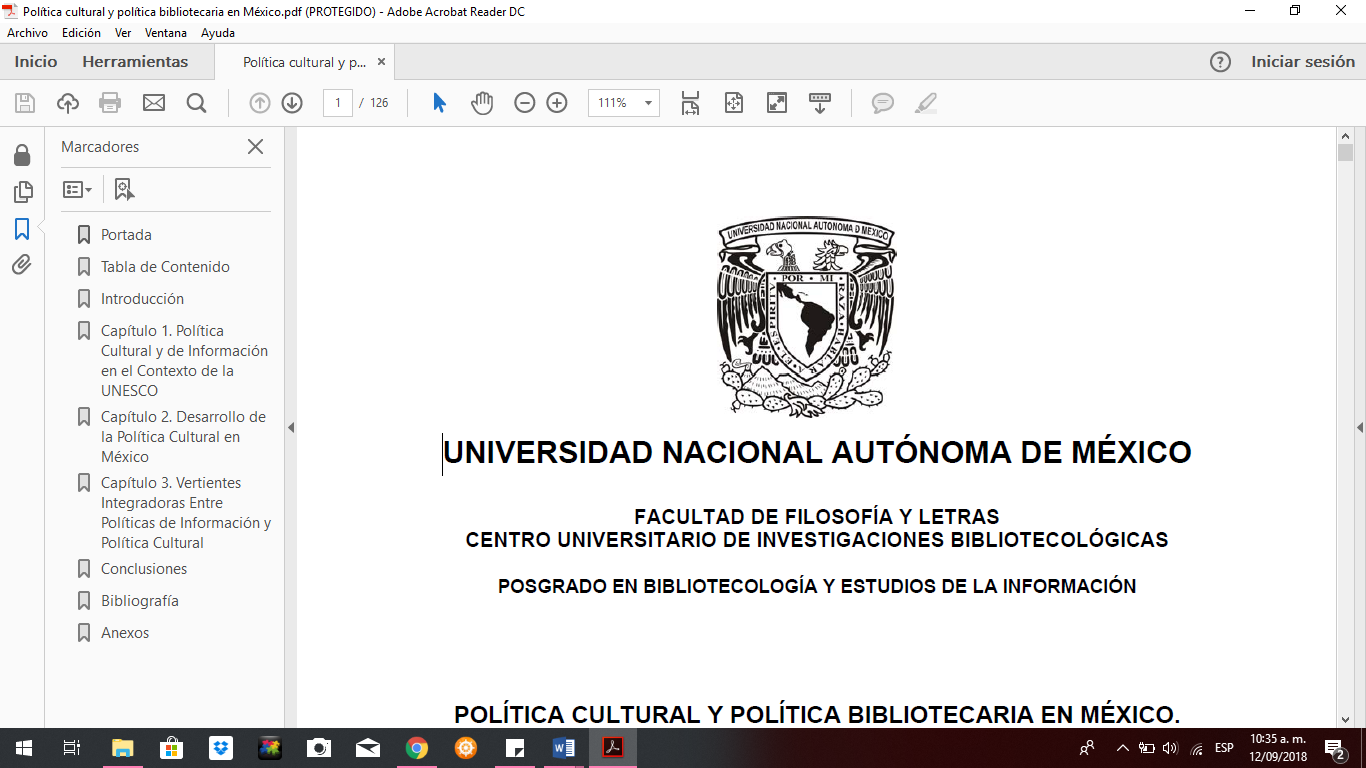 Política cultural y política bibliotecaria en México.pdf (PROTEGIDO) - Adobe Acrobat Reader DC
Archivo Edición Ver Ventana Ayuda
Inicio Herramientas Política cultural y p... × ? Iniciar sesión
1 / 126 111%
Marcadores
Portada
Tabla de Contenido
Introducción
Capítulo 1. Política
Cultural y de Información
en el Contexto de la
UNESCO
Capítulo 2. Desarrollo de
la Política Cultural en
México
Capítulo 3. Vertientes
Integradoras Entre
Políticas de Información y
Política Cultural
Conclusiones
Bibliografía
Anexos
UNIVERSIDAD NACIONAL AUTONOMA D MEXICO
POR MI RAZA HABLARA EL ESPIRITU
UNIVERSIDAD NACIONAL AUTÓNOMA DE MÉXICO
FACULTAD DE FILOSOFÍA Y LETRAS
CENTRO UNIVERSITARIO DE INVESTIGACIONES BIBLIOTECOLÓGICAS
POSGRADO EN BIBLIOTECOLOGÍA Y ESTUDIOS DE LA INFORMACIÓN
POLÍTICA CULTURAL Y POLÍTICA BIBLIOTECARIA EN MÉXICO.
ESP
10:35 a. m.
12/09/2018
2